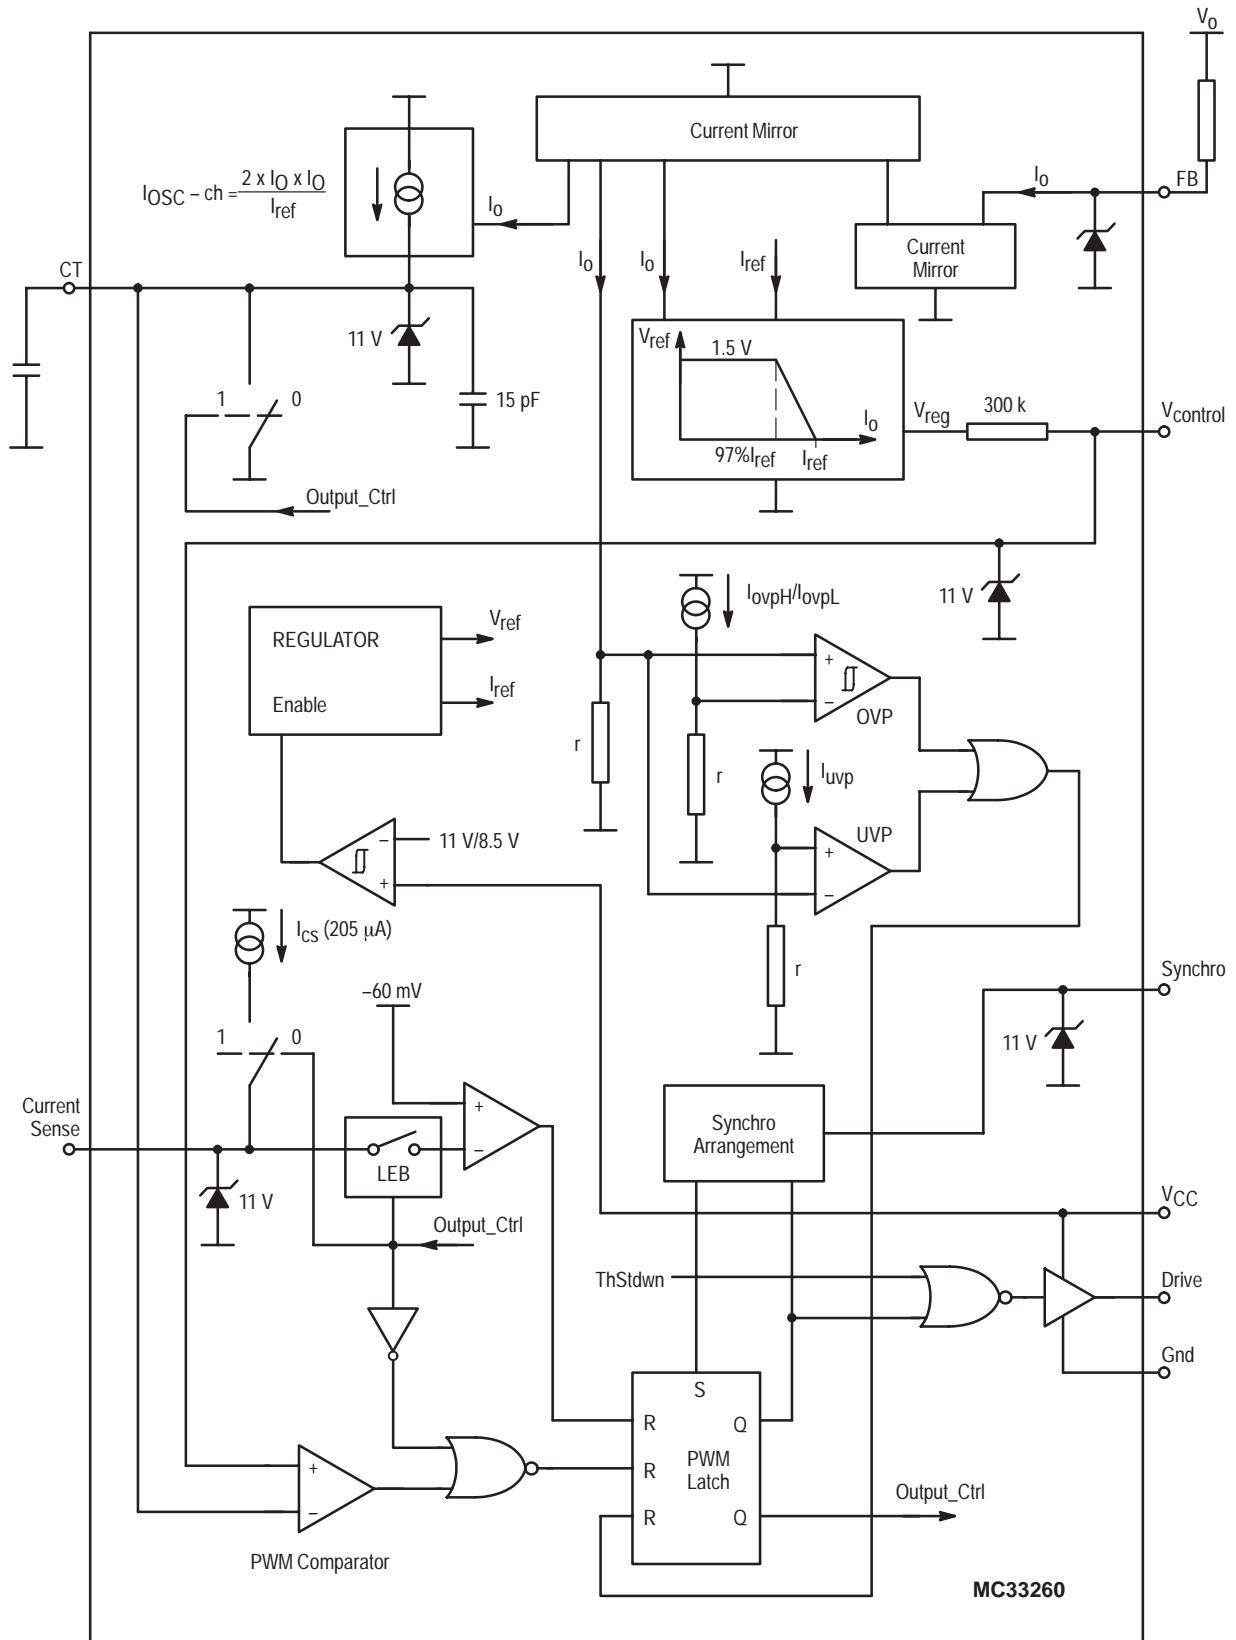 VO
Current Mirror
IOSC – ch = 2 x IO x IO
Iref
IO
IO
FB
CT
IO
IO
Iref
Current
Mirror
11 V
Vref
1.5 V
1
0
15 pF
Vreg
300 k
Vcontrol
IO
97%Iref
Iref
Output_Ctrl
IovpH/IovpL
11 V
REGULATOR
Vref
Enable
Iref
+
–
OVP
r
r
Iuvp
11 V/8.5 V
–
+
UVP
+
–
ICS (205 µA)
r
Synchro
–60 mV
1
0
11 V
Current
Sense
+
–
Synchro
Arrangement
LEB
11 V
VCC
Output_Ctrl
ThStdwn
Drive
Gnd
S
R
Q
PWM
Latch
R
+
–
R
Q
Output_Ctrl
PWM Comparator
MC33260